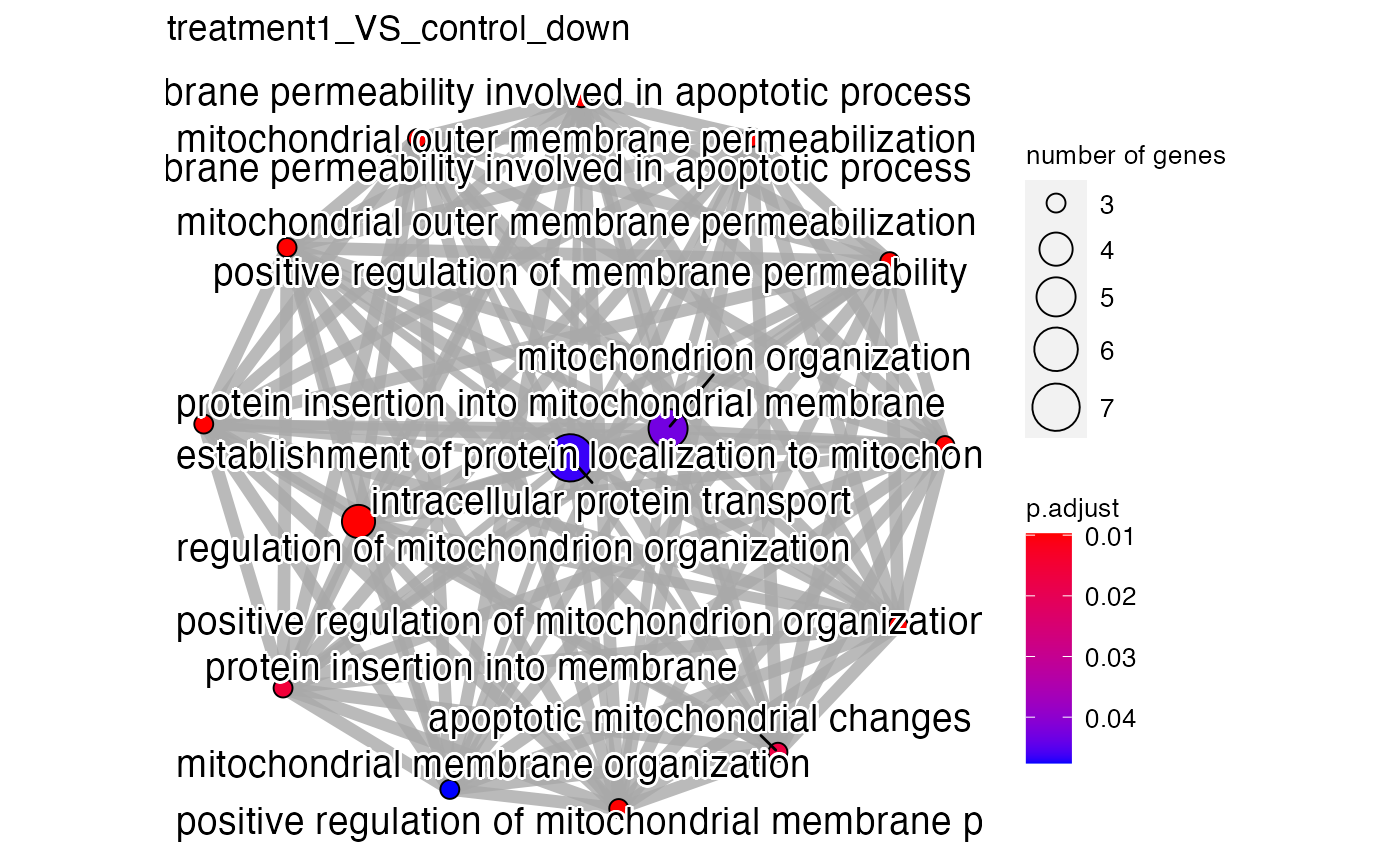 treatment1_VS_control_down
brane permeability involved in apoptotic process
mitochondrial outer membrane permeabilization
brane permeability involved in apoptotic process
mitochondrial outer membrane permeabilization
positive regulation of membrane permeability
mitochondrion organization
protein insertion into mitochondrial membrane
establishment of protein localization to mitochon
intracellular protein transport
regulation of mitochondrion organization
positive regulation of mitochondrion organization
protein insertion into membrane
apoptotic mitochondrial changes
mitochondrial membrane organization
positive regulation of mitochondrial membrane p
number of genes
3
4
5
6
7
p.adjust
0.01
0.02
0.03
0.04